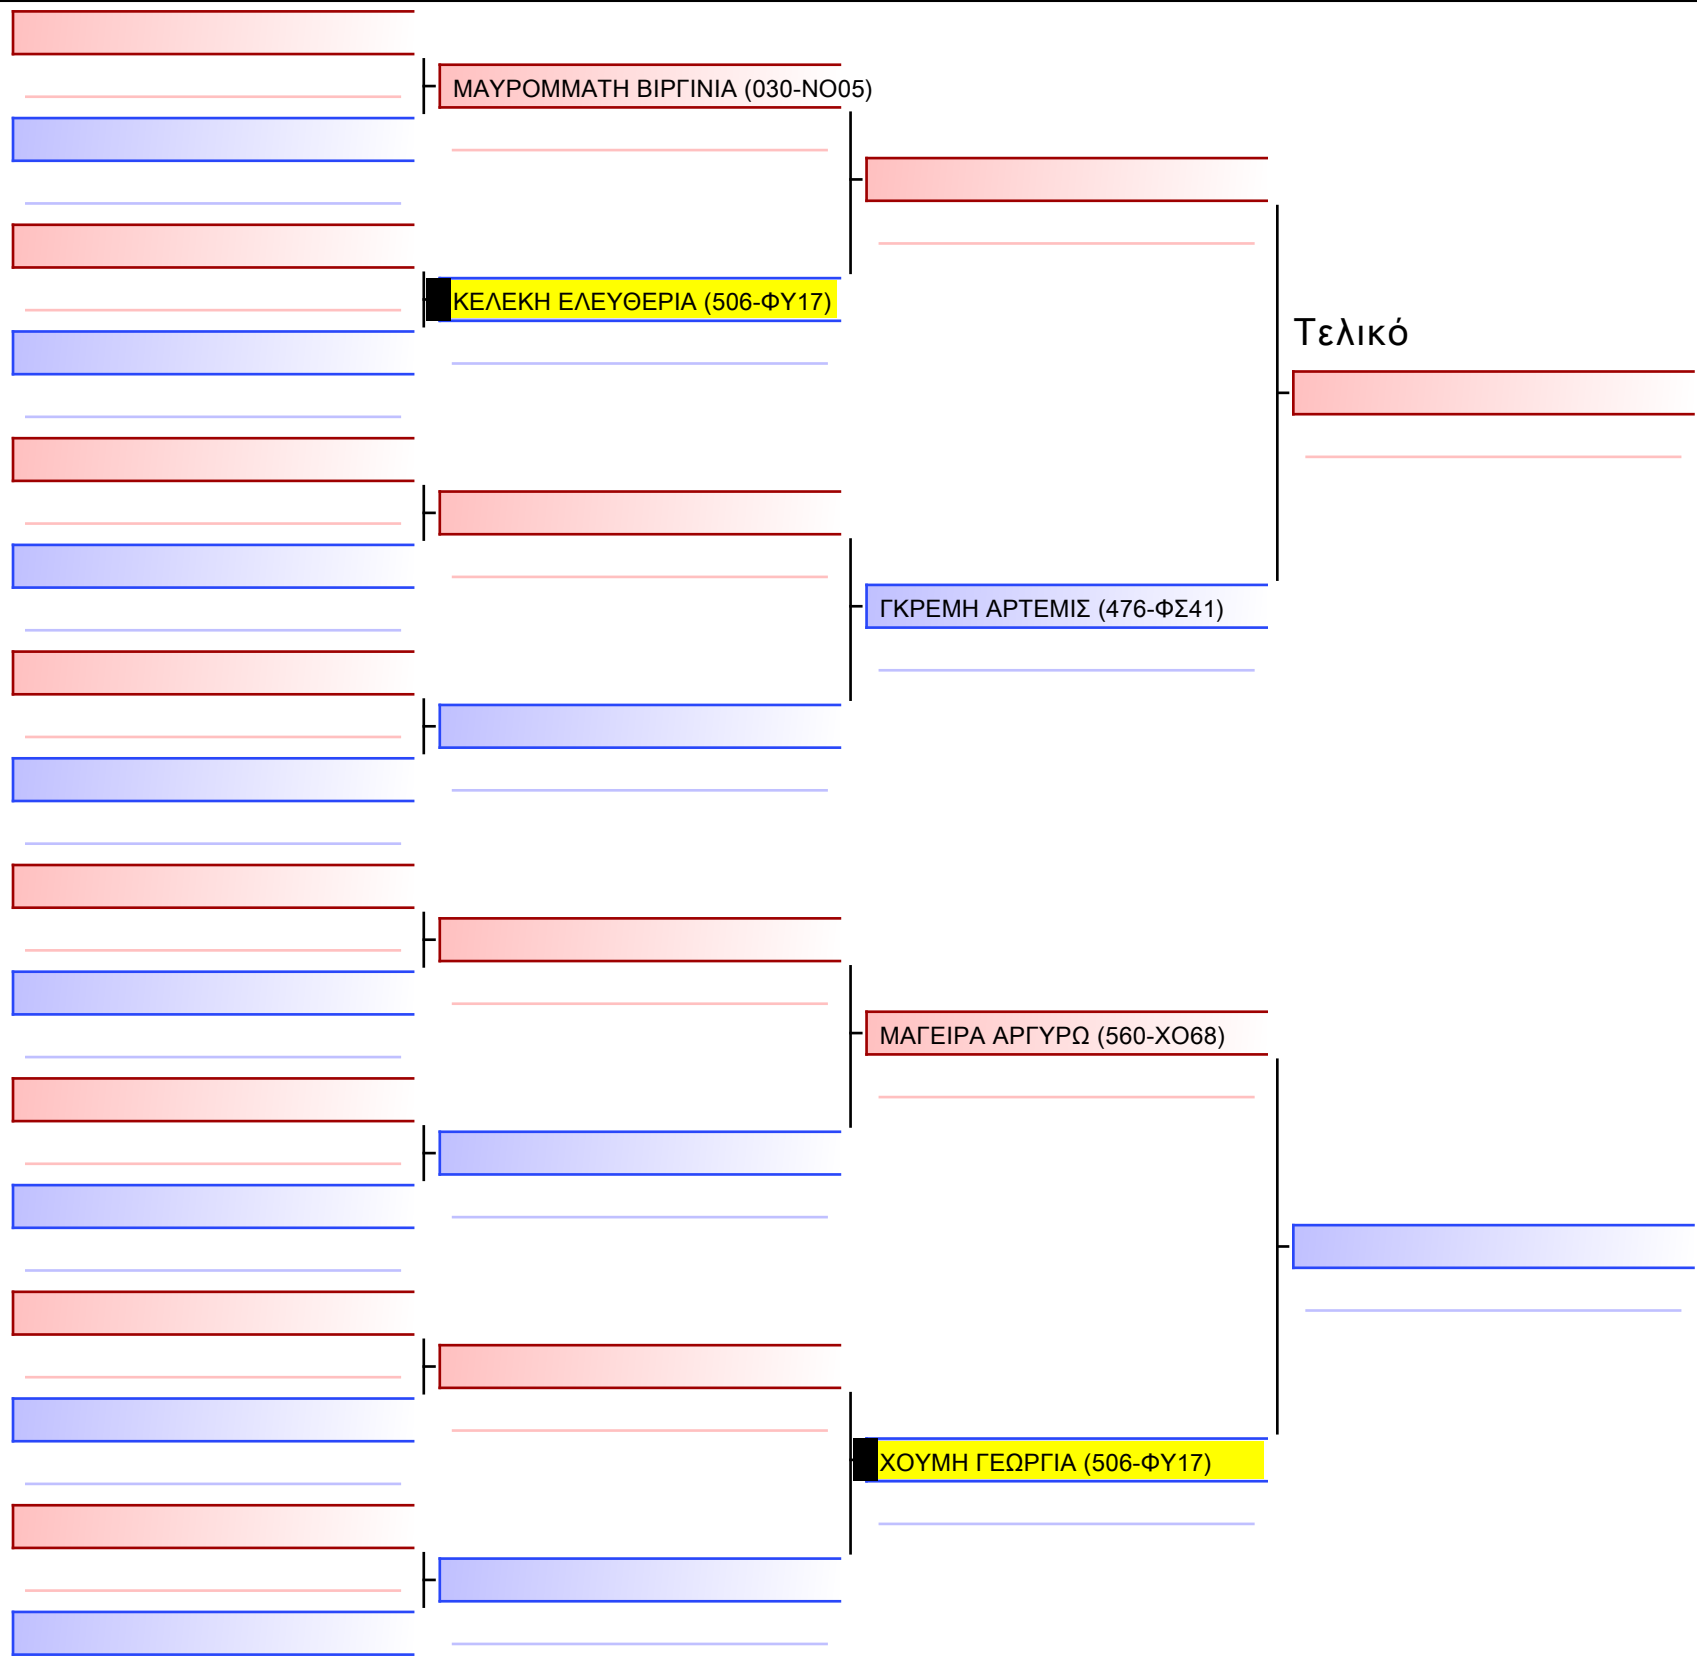 ΜΑΥΡΟΜΜΑΤΗ ΒΙΡΓΙΝΙΑ (030-ΝΟ05)
ΚΕΛΕΚΗ ΕΛΕΥΘΕΡΙΑ (506-ΦΥ17)
Τελικό
ΓΚΡΕΜΗ ΑΡΤΕΜΙΣ (476-ΦΣ41)
ΜΑΓΕΙΡΑ ΑΡΓΥΡΩ (560-ΧΟ68)
ΧΟΥΜΗ ΓΕΩΡΓΙΑ (506-ΦΥ17)